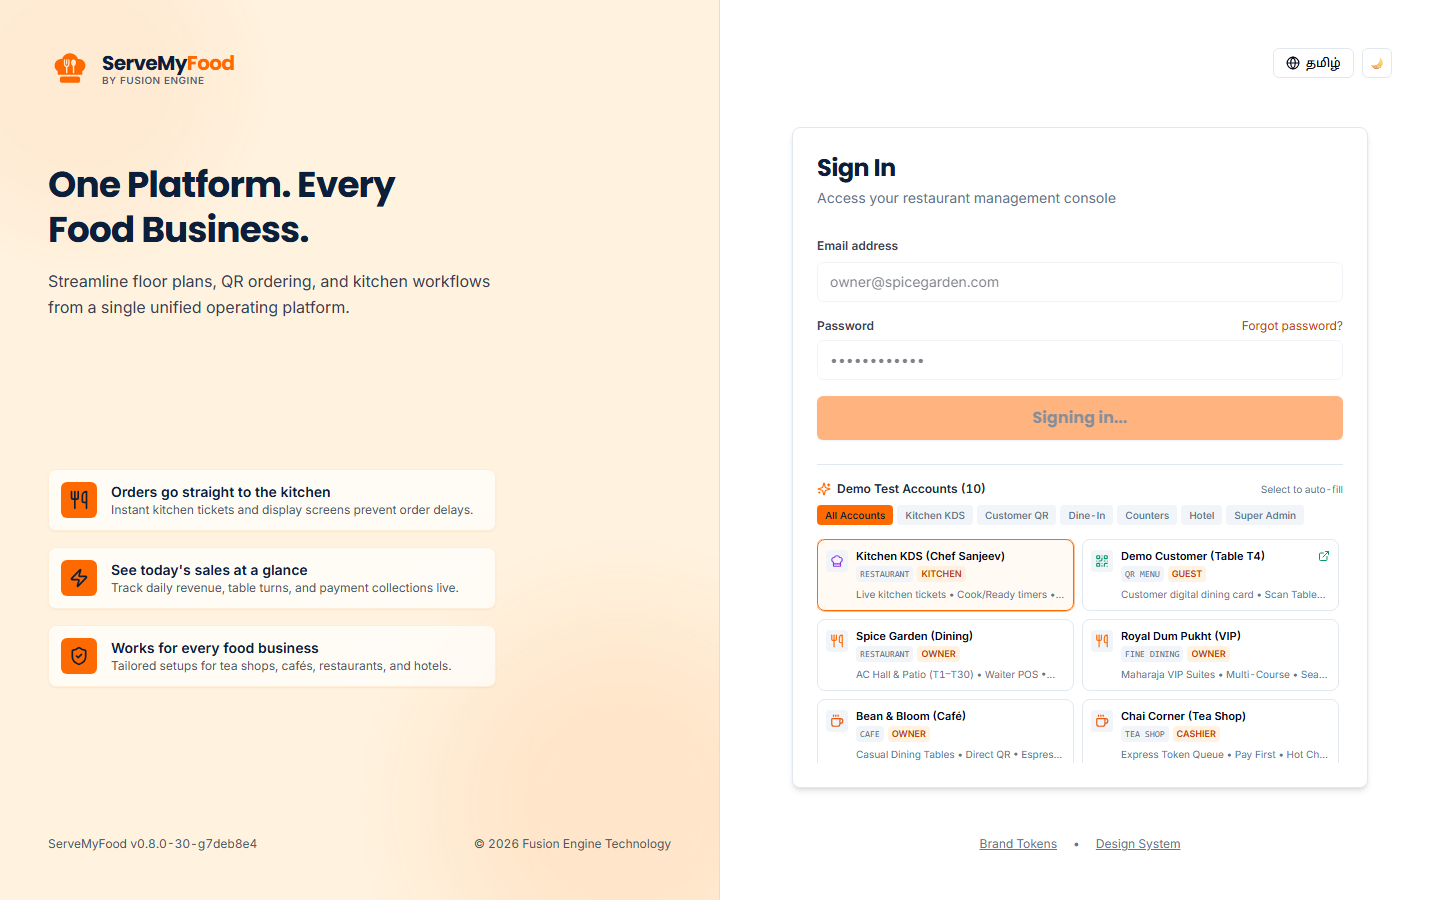 ServeMyFood
BY FUSION ENGINE
One Platform. Every
Food Business.
Streamline floor plans, QR ordering, and kitchen workflows
from a single unified operating platform.
Orders go straight to the kitchen
Instant kitchen tickets and display screens prevent order delays.
See today's sales at a glance
Track daily revenue, table turns, and payment collections live.
Works for every food business
Tailored setups for tea shops, cafés, restaurants, and hotels.
ServeMyFood v0.8.0-30-g7deb8e4
© 2026 Fusion Engine Technology
தமிழ்
Sign In
Access your restaurant management console
Email address
owner@spicegarden.com
Password
Forgot password?
••••••••••••
Signing in...
Demo Test Accounts (10)
Select to auto-fill
All Accounts
Kitchen KDS
Customer QR
Dine-In
Counters
Hotel
Super Admin
Kitchen KDS (Chef Sanjeev)
RESTAURANT KITCHEN
Live kitchen tickets • Cook/Ready timers •...
Demo Customer (Table T4)
QR MENU GUEST
Customer digital dining card • Scan Table...
Spice Garden (Dining)
RESTAURANT OWNER
AC Hall & Patio (T1–T30) • Waiter POS •...
Royal Dum Pukht (VIP)
FINE DINING OWNER
Maharaja VIP Suites • Multi-Course • Sea...
Bean & Bloom (Café)
CAFE OWNER
Casual Dining Tables • Direct QR • Espres...
Chai Corner (Tea Shop)
TEA SHOP CASHIER
Express Token Queue • Pay First • Hot Ch...
Brand Tokens • Design System